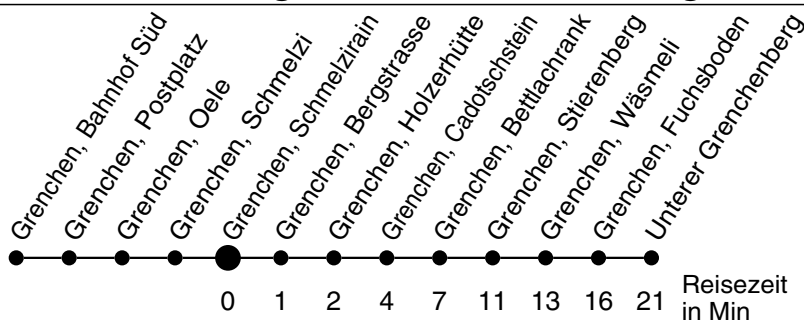 Grenchen, Bahnhof Süd
Grenchen, Postplatz
Grenchen, Oele
Grenchen, Schmelzi
Grenchen, Schmelzirain
Grenchen, Bergstrasse
Grenchen, Holzerhütte
Grenchen, Cadotschstein
Grenchen, Bettlachrank
Grenchen, Stierenberg
Grenchen, Wäsmeli
Grenchen, Fuchsboden
Unterer Grenchenberg
0 1 2 4 7 11 13 16 21 Reisezeit
in Min